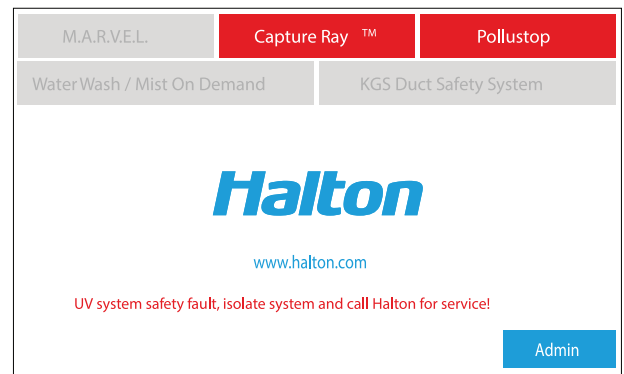 M.A.R.V.E.L. Capture Ray ™ Pollustop
Water Wash / Mist On Demand KGS Duct Safety System
Halton
www.halton.com
UV system safety fault, isolate system and call Halton for service!
Admin